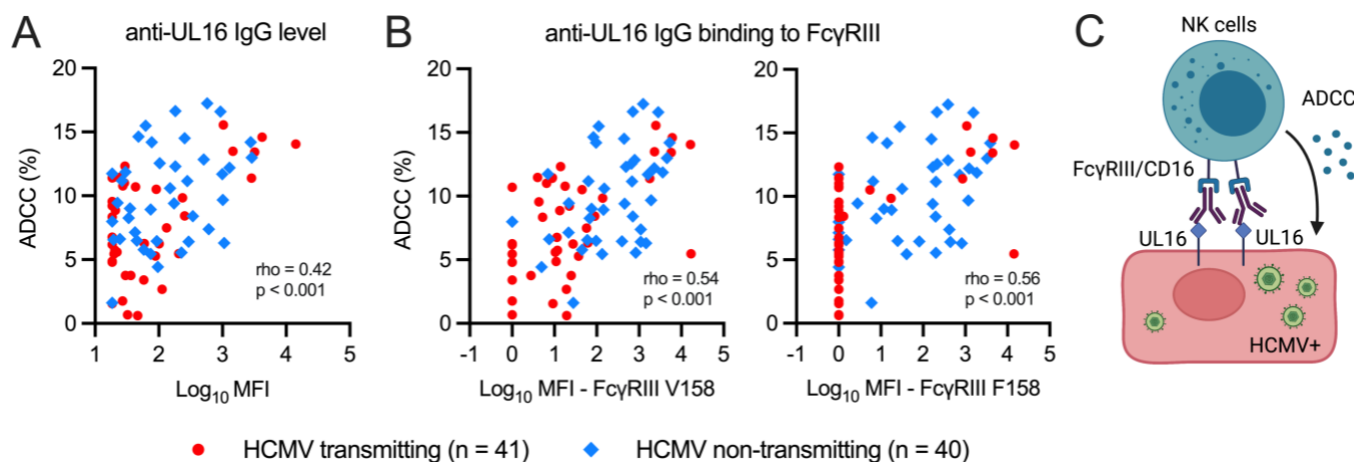 A
anti-UL16 IgG level
ADCC (%)
20
15
10
5
0
1
2
3
4
5
rho = 0.42
p < 0.001
Log10 MFI
B
anti-UL16 IgG binding to FcγRIII
ADCC (%)
20
15
10
5
0
-1
0
1
2
3
4
5
rho = 0.54
p < 0.001
Log10 MFI - FcγRIII V158
20
15
10
5
0
-1
0
1
2
3
4
5
rho = 0.56
p < 0.001
Log10 MFI - FcγRIII F158
HCMV transmitting (n = 41)
HCMV non-transmitting (n = 40)
C
NK cells
ADCC
FcγRIII/CD16
UL16
UL16
HCMV+